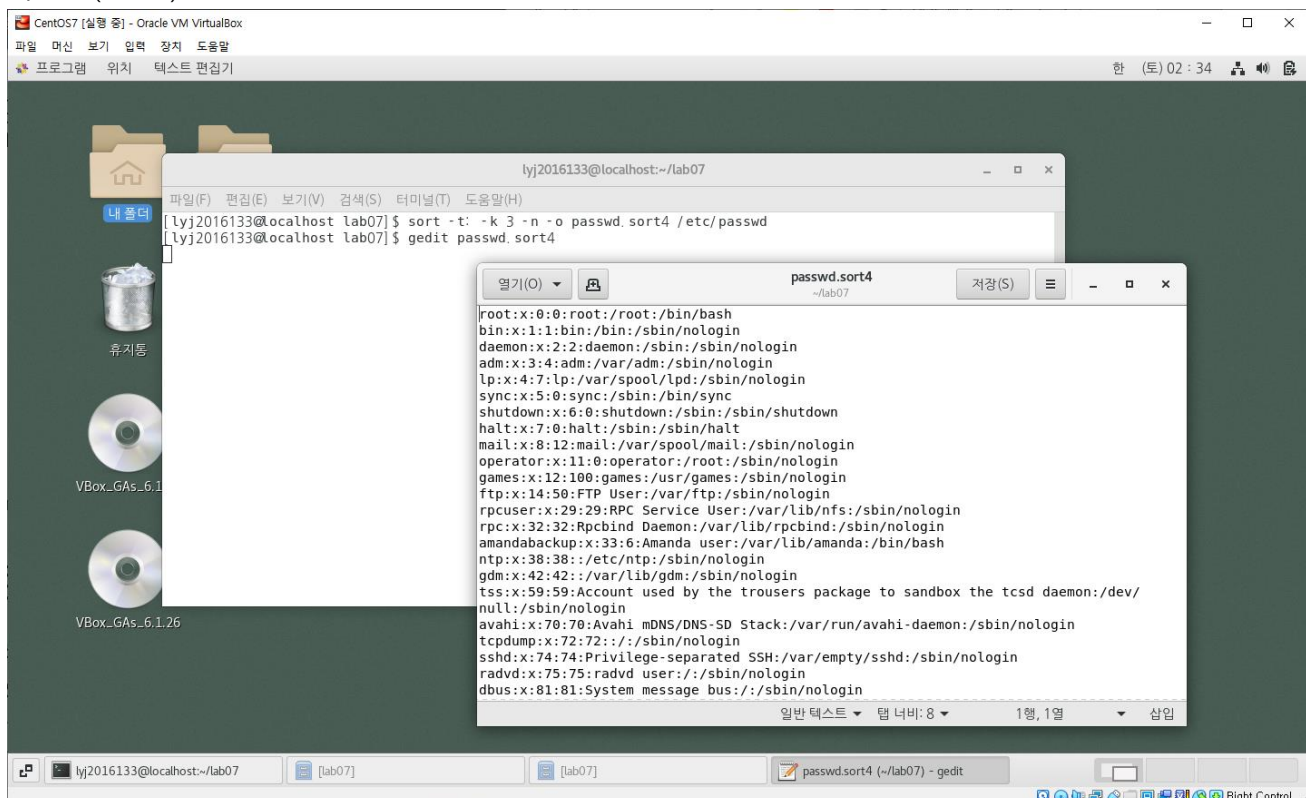 CentOS7 [실행 중] - Oracle VM VirtualBox
파일 머신 보기 입력 장치 도움말
프로그램 위치 텍스트 편집기 한 (토) 02 : 34
lyj2016133@localhost:~/lab07
파일(F) 편집(E) 보기(V) 검색(S) 터미널(T) 도움말(H)
[lyj2016133@localhost lab07]$ sort -t: -k 3 -n -o passwd.sort4 /etc/passwd
[lyj2016133@localhost lab07]$ gedit passwd.sort4
내 폴더
휴지통
VBox_GAs_6.1
VBox_GAs_6.1.26
열기(O) passwd.sort4 저장(S)
~/lab07
root:x:0:0:root:/root:/bin/bash
bin:x:1:1:bin:/bin:/sbin/nologin
daemon:x:2:2:daemon:/sbin:/sbin/nologin
adm:x:3:4:adm:/var/adm:/sbin/nologin
lp:x:4:7:lp:/var/spool/lpd:/sbin/nologin
sync:x:5:0:sync:/sbin:/bin/sync
shutdown:x:6:0:shutdown:/sbin:/sbin/shutdown
halt:x:7:0:halt:/sbin:/sbin/halt
mail:x:8:12:mail:/var/spool/mail:/sbin/nologin
operator:x:11:0:operator:/root:/sbin/nologin
games:x:12:100:games:/usr/games:/sbin/nologin
ftp:x:14:50:FTP User:/var/ftp:/sbin/nologin
rpcuser:x:29:29:RPC Service User:/var/lib/nfs:/sbin/nologin
rpc:x:32:32:Rpcbind Daemon:/var/lib/rpcbind:/sbin/nologin
amandabackup:x:33:6:Amanda user:/var/lib/amanda:/bin/bash
ntp:x:38:38::/etc/ntp:/sbin/nologin
gdm:x:42:42::/var/lib/gdm:/sbin/nologin
tss:x:59:59:Account used by the trousers package to sandbox the tcsd daemon:/dev/
null:/sbin/nologin
avahi:x:70:70:Avahi mDNS/DNS-SD Stack:/var/run/avahi-daemon:/sbin/nologin
tcpdump:x:72:72::/:/sbin/nologin
sshd:x:74:74:Privilege-separated SSH:/var/empty/sshd:/sbin/nologin
radvd:x:75:75:radvd user:/:/sbin/nologin
dbus:x:81:81:System message bus:/:/sbin/nologin
일반 텍스트 탭 너비: 8 1행, 1열 삽입
lyj2016133@localhost:~/lab07 [lab07] [lab07] passwd.sort4 (~/lab07) - gedit
Right Control